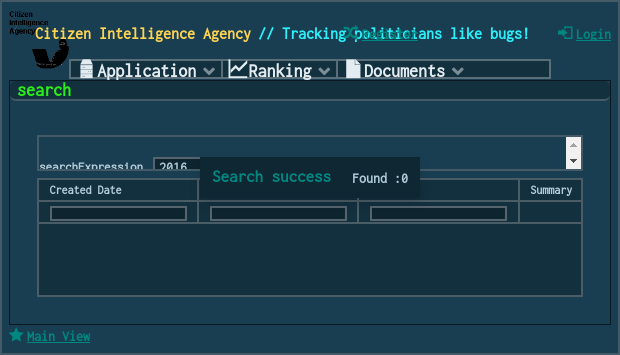 Citizen
Intelligence
Agency
Citizen Intelligence Agency // Tracking politicians like bugs!
Login
Application Ranking Documents
search
searchExpression 2016
Search success Found :0
Created Date Summary
Main View